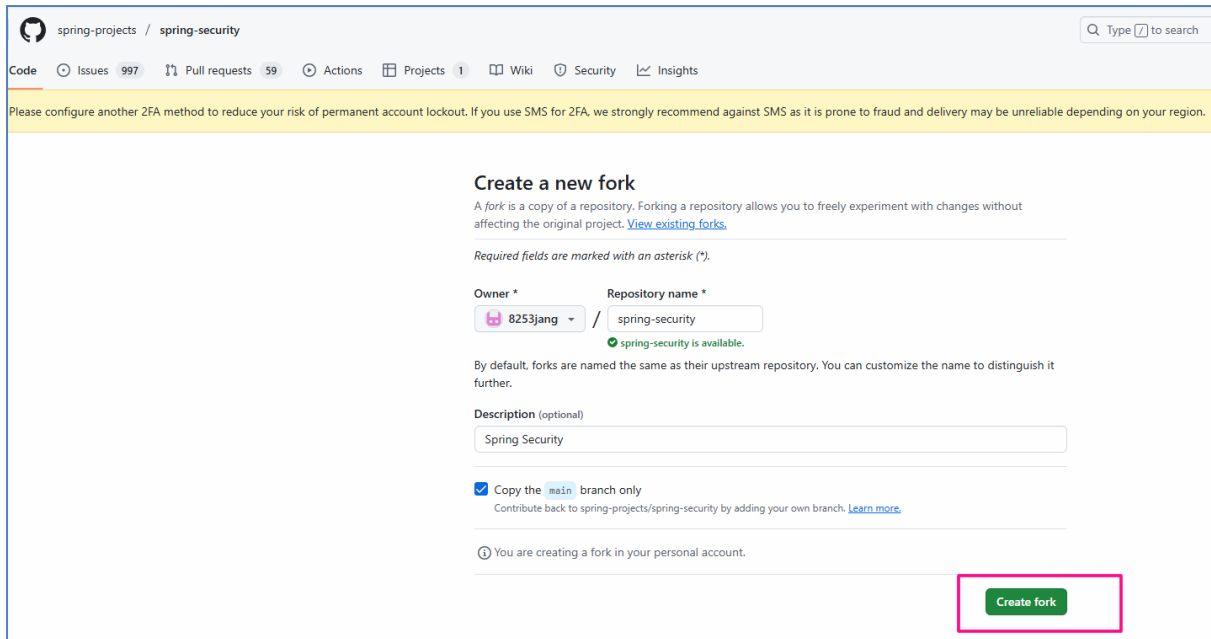 spring-projects / spring-security
Type / to search
Code Issues 997 Pull requests 59 Actions Projects 1 Wiki Security Insights
Please configure another 2FA method to reduce your risk of permanent account lockout. If you use SMS for 2FA, we strongly recommend against SMS as it is prone to fraud and delivery may be unreliable depending on your region.
Create a new fork
A fork is a copy of a repository. Forking a repository allows you to freely experiment with changes without
affecting the original project. View existing forks.
Required fields are marked with an asterisk (*).
Owner * Repository name *
8253jang / spring-security
spring-security is available.
By default, forks are named the same as their upstream repository. You can customize the name to distinguish it
further.
Description (optional)
Spring Security
Copy the main branch only
Contribute back to spring-projects/spring-security by adding your own branch. Learn more.
You are creating a fork in your personal account.
Create fork